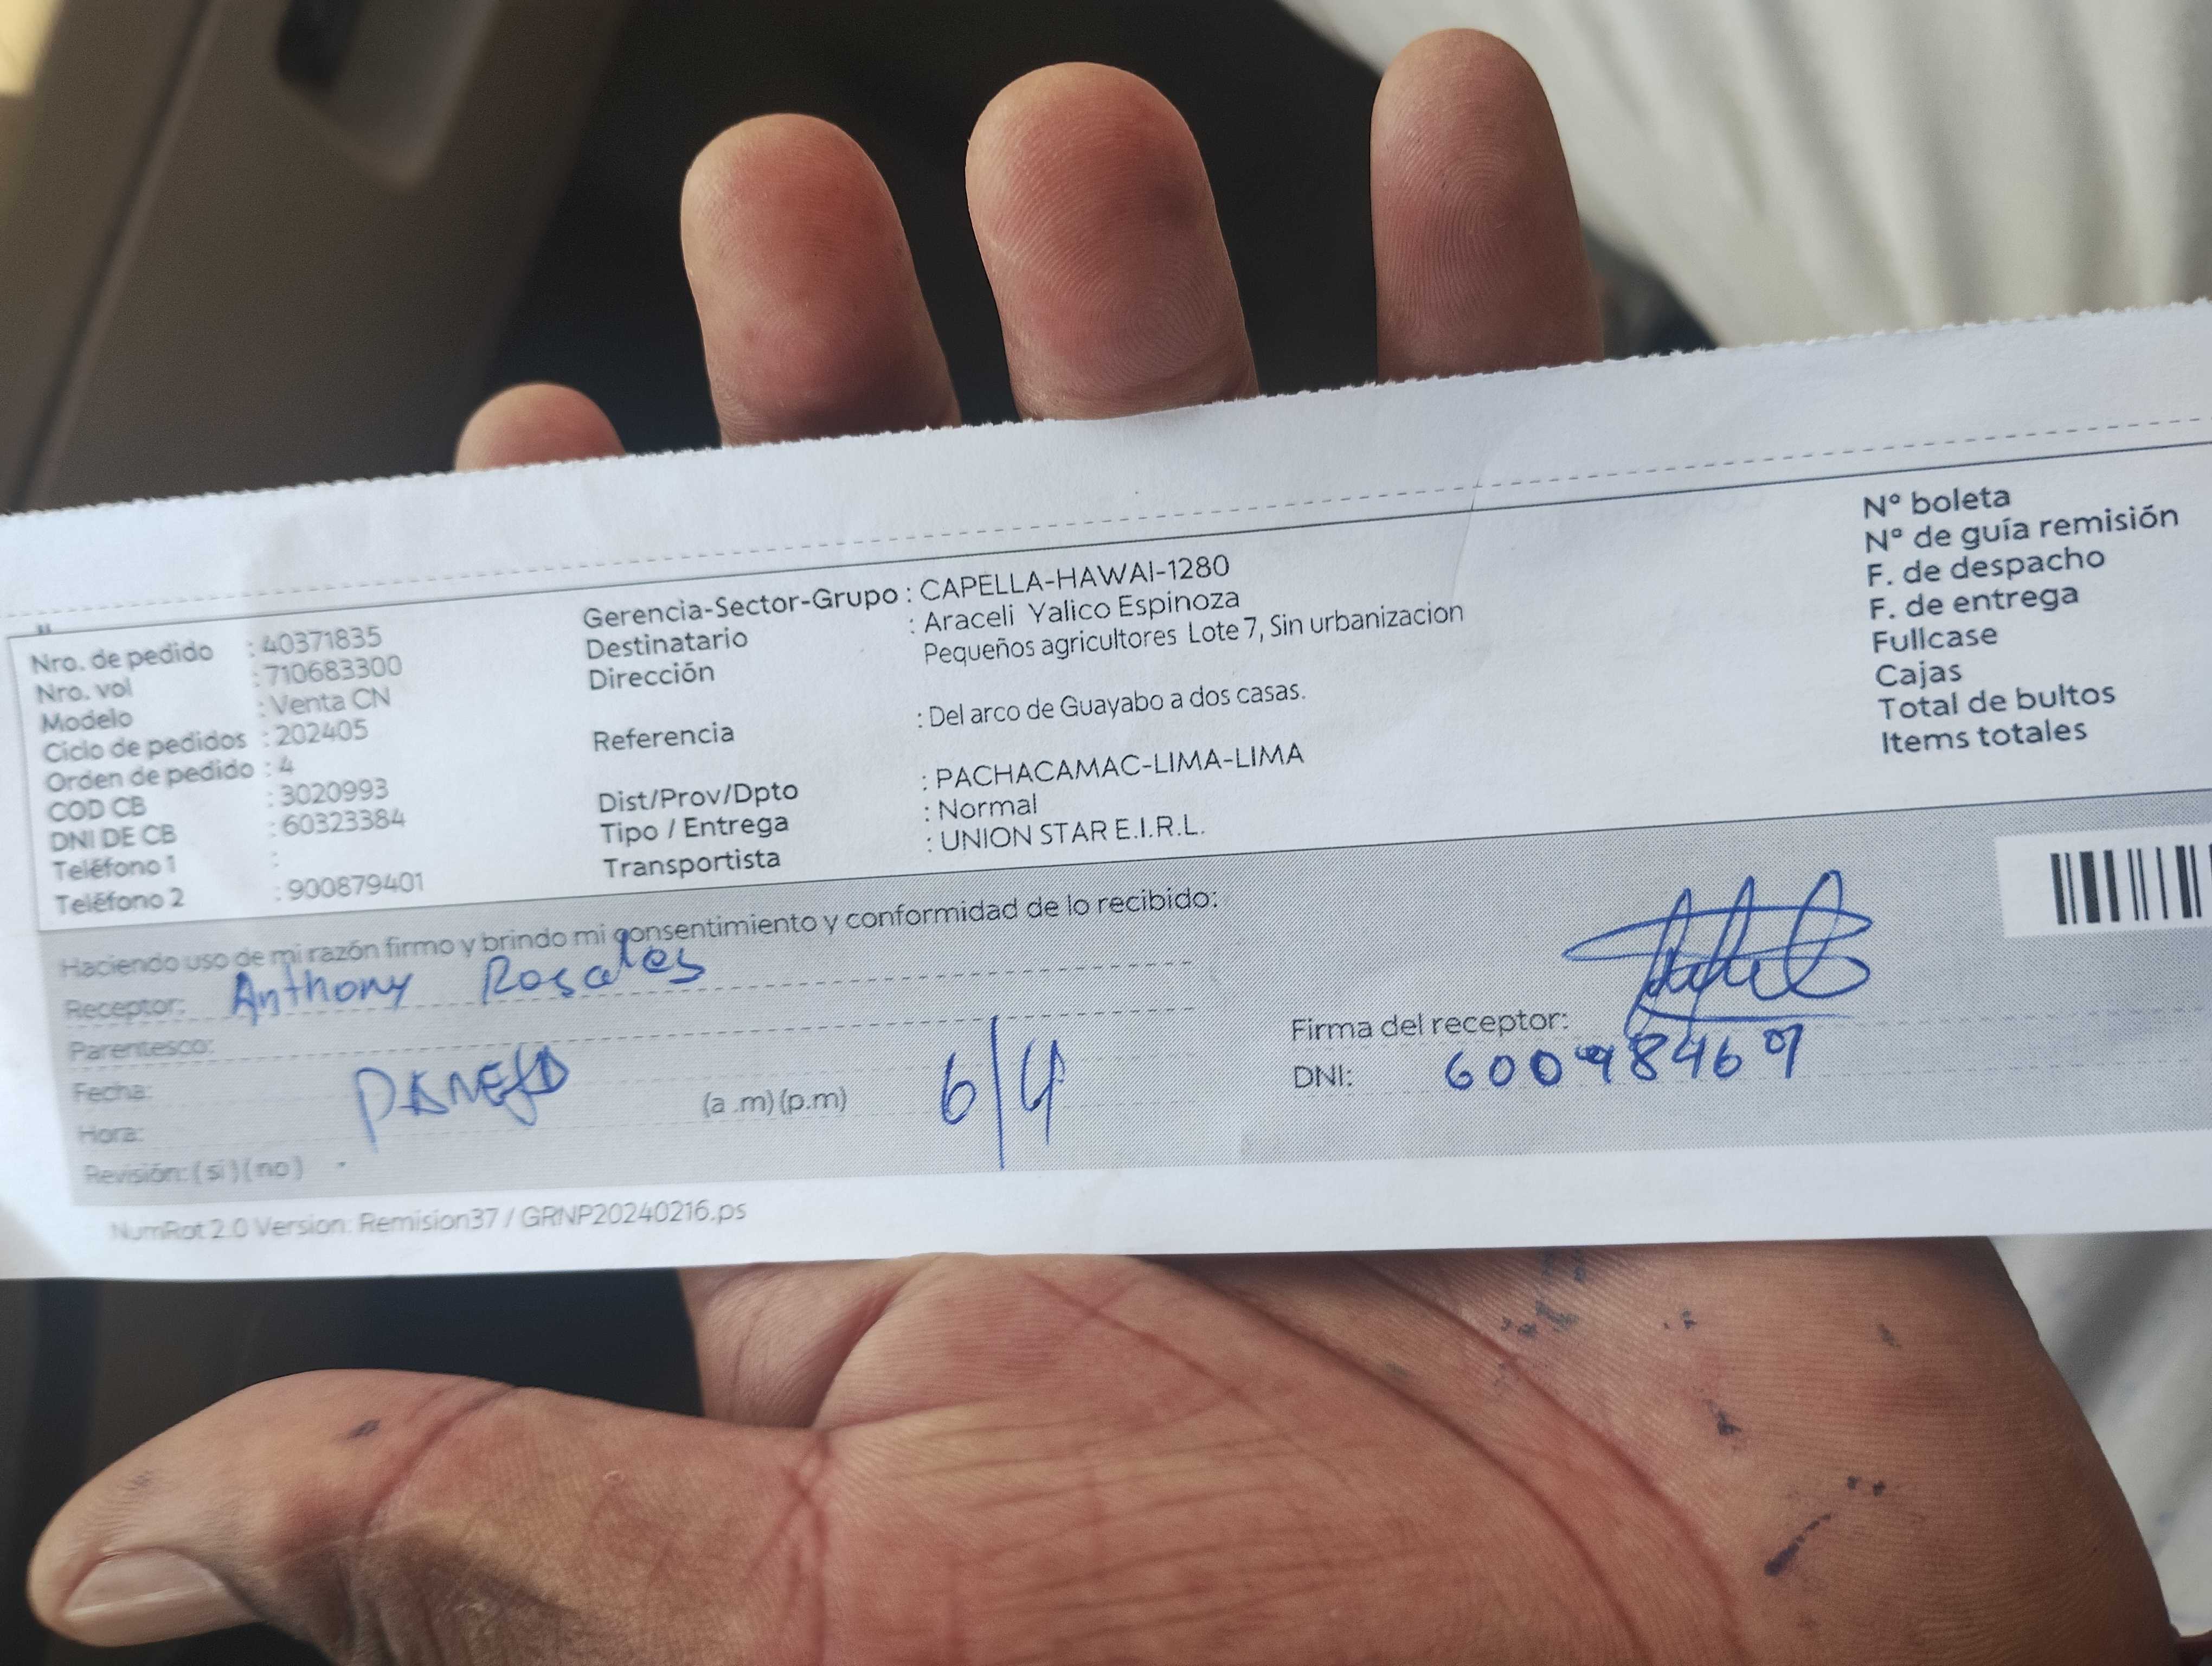 Nro. de pedido : 40371835
Nro. vol : 710683300
Modelo : Venta CN
Ciclo de pedidos : 202405
Orden de pedido : 4
COD CB : 3020993
DNI DE CB : 60323384
Teléfono 1 :
Teléfono 2 : 900879401
Gerencia-Sector-Grupo : CAPELLA-HAWAI-1280
Destinatario : Araceli Yalico Espinoza
Dirección Pequeños agricultores Lote 7, Sin urbanizacion
Referencia : Del arco de Guayabo a dos casas.
Dist/Prov/Dpto : PACHACAMAC-LIMA-LIMA
Tipo / Entrega : Normal
Transportista : UNION STAR E.I.R.L.
N° boleta
N° de guía remisión
F. de despacho
F. de entrega
Fullcase
Cajas
Total de bultos
Items totales
Haciendo uso de mi razón firmo y brindo mi consentimiento y conformidad de lo recibido:
Receptor: Anthony Rosales
Parentesco:
Fecha:
Hora: (a .m) (p.m) 6/4
Revisión: ( si ) ( no )
Firma del receptor:
DNI:
NumRot 2.0 Version: Remision37 / GRNP20240216.ps